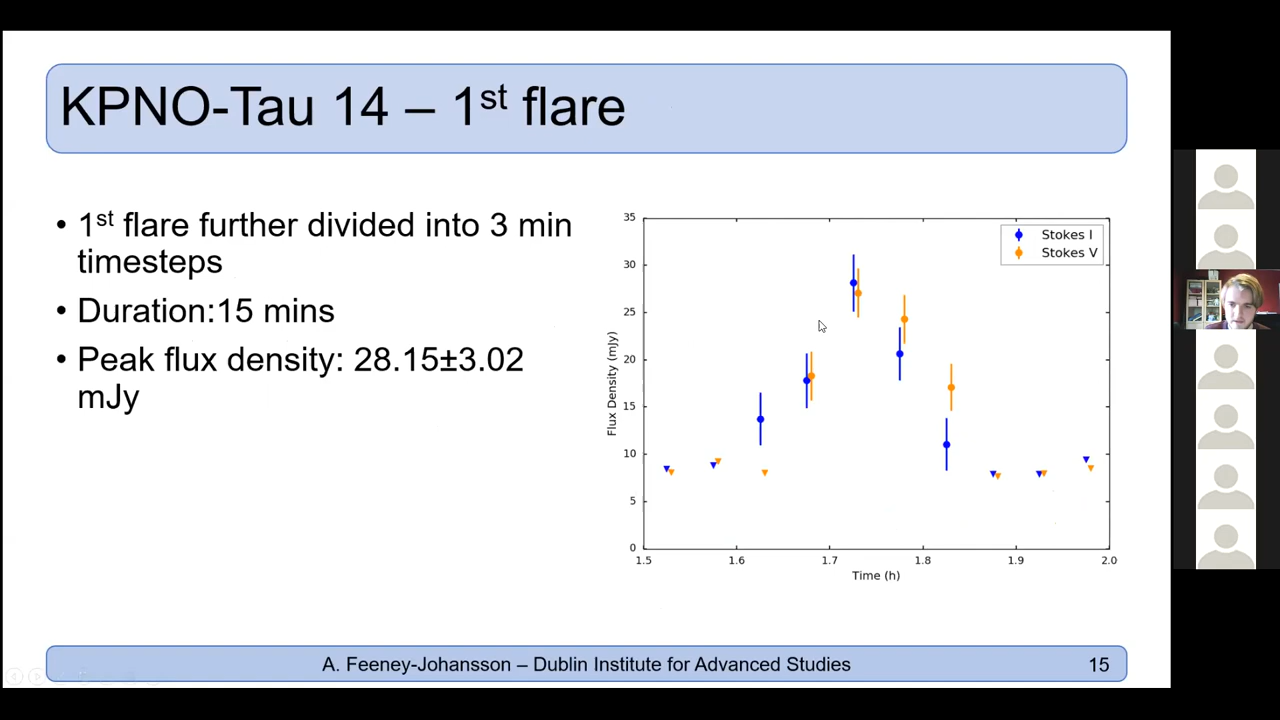 KPNO-Tau 14 – 1st flare
• 1st flare further divided into 3 min
timesteps
• Duration:15 mins
• Peak flux density: 28.15±3.02
mJy
35
30
25
20
15
10
5
0
Flux Density (mJy)
Stokes I
Stokes V
1.5 1.6 1.7 1.8 1.9 2.0
Time (h)
A. Feeney-Johansson – Dublin Institute for Advanced Studies 15